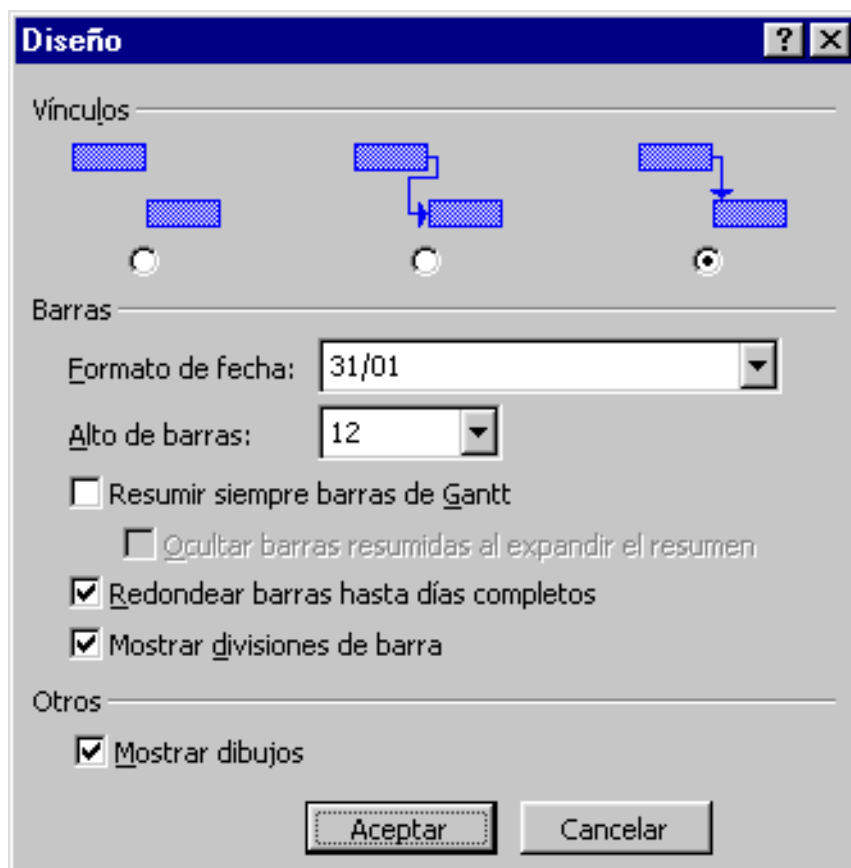 Diseño
Vínculos
Barras
Formato de fecha: 31/01
Alto de barras: 12
Resumir siempre barras de Gantt
Ocultar barras resumidas al expandir el resumen
Redondear barras hasta días completos
Mostrar divisiones de barra
Otros
Mostrar dibujos
Aceptar Cancelar